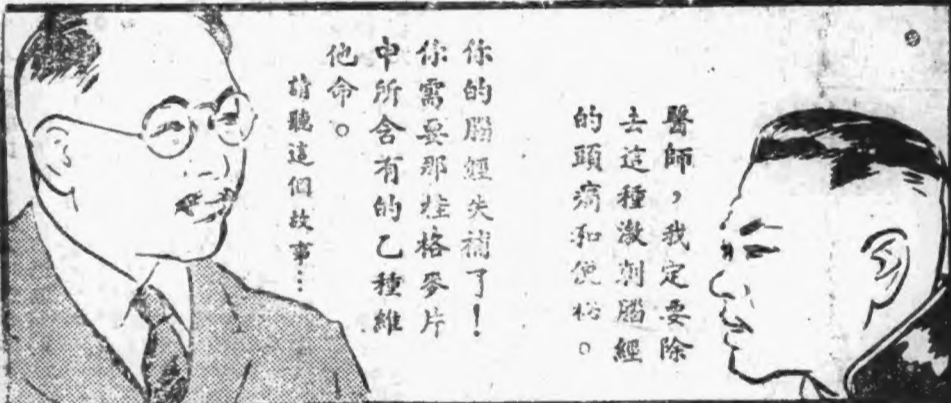 醫師，我定要除
去這種激刺腦經
的頭痛和便祕。
你的腦經失補了！
你需要那桂格麥片
中所含有的乙種維
他命。
請聽這個故事…